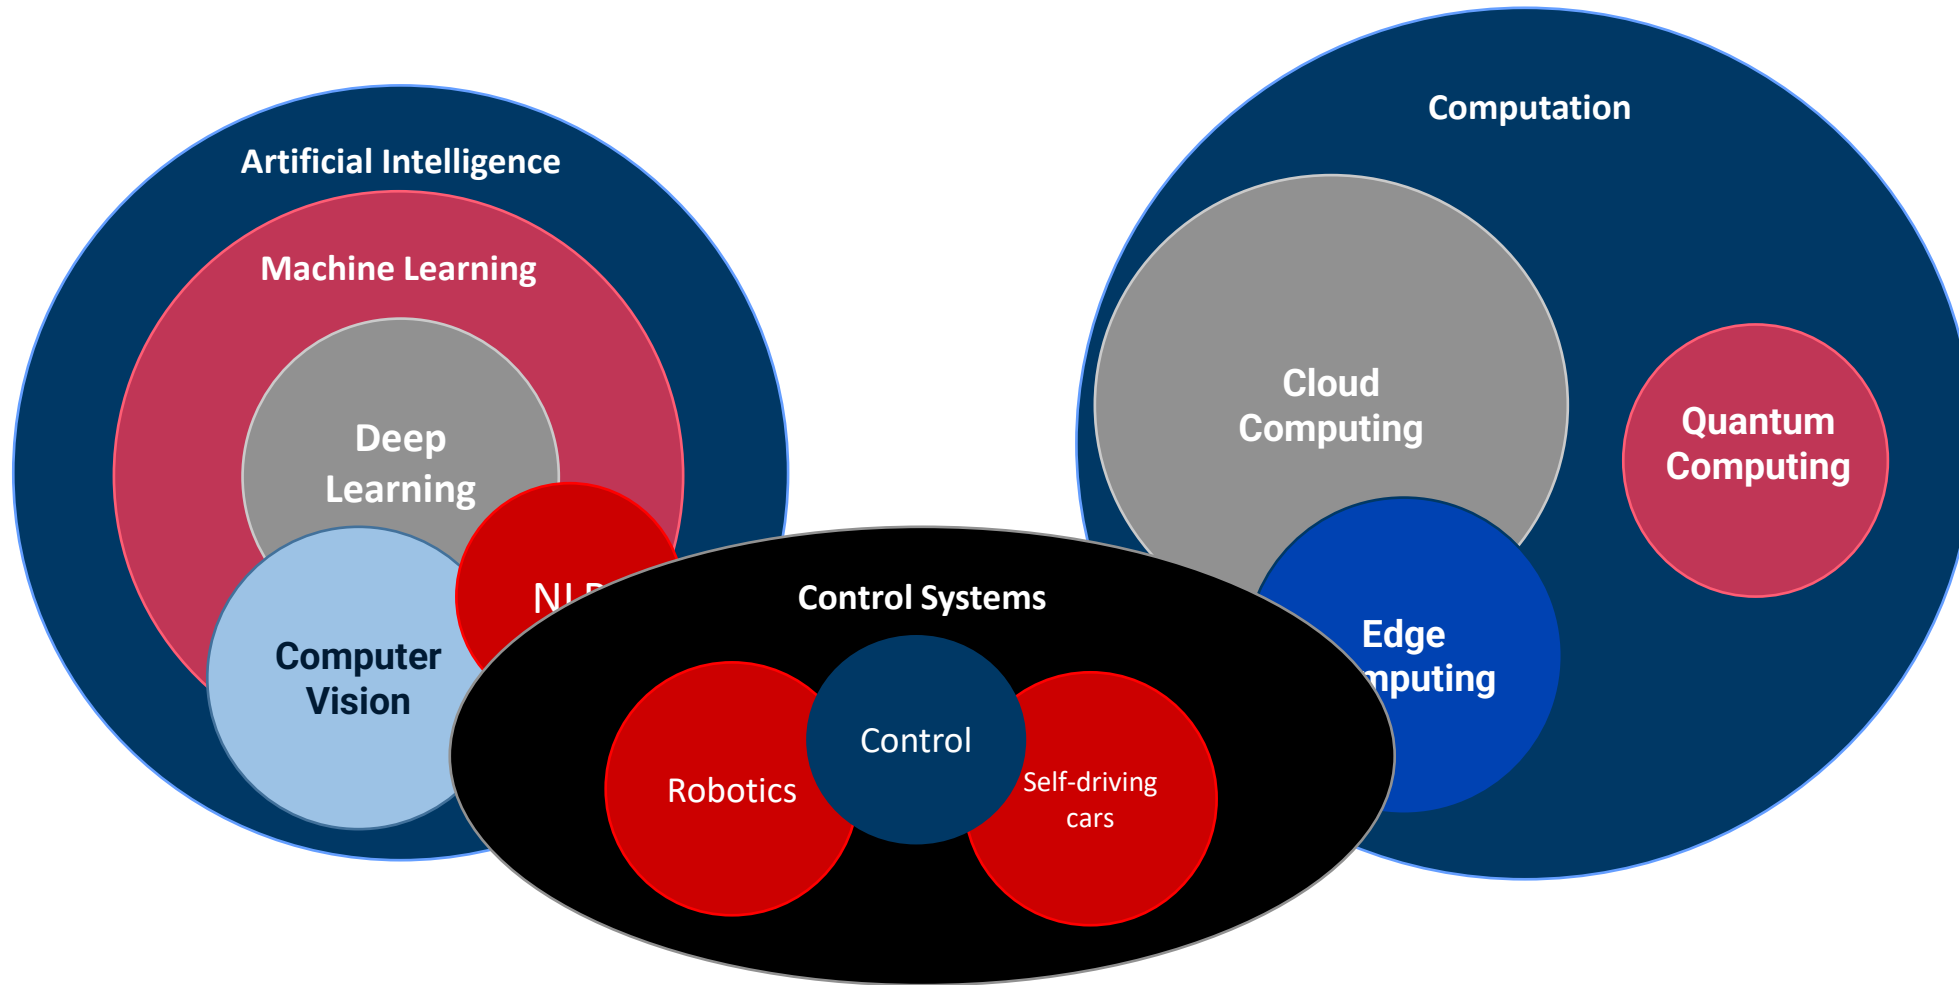 Artificial Intelligence
Machine Learning
Deep
Learning
Computer
Vision
Control Systems
Robotics
Control
Self-driving
cars
Computation
Cloud
Computing
Quantum
Computing
Edge